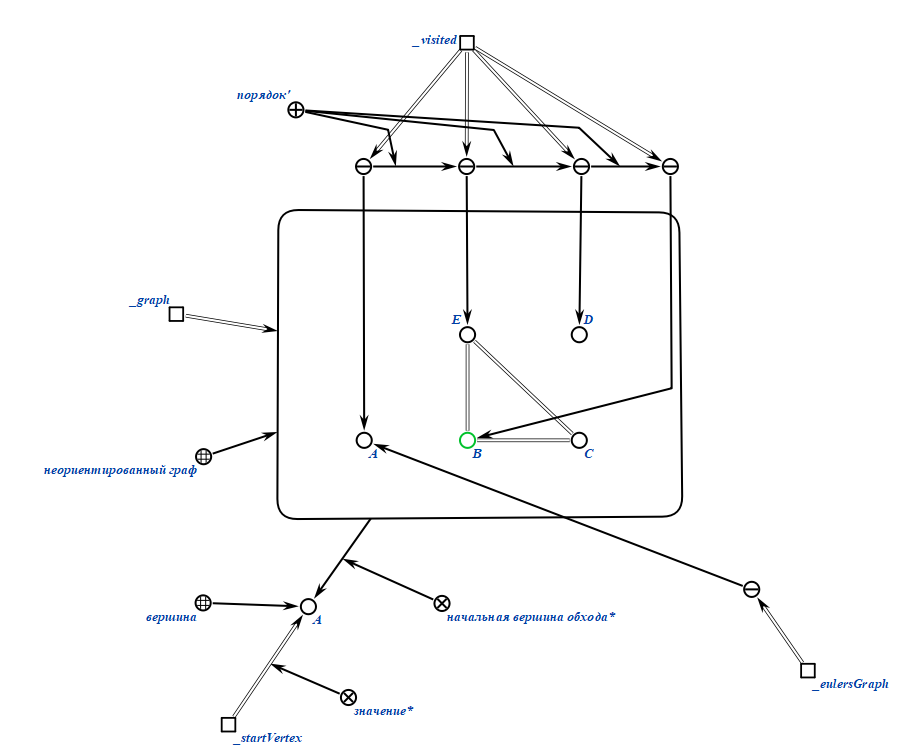 _visited
порядок'
_graph
E
D
A
B
C
неориентированный граф
вершина
A
начальная вершина обхода*
_eulersGraph
значение*
_startVertex